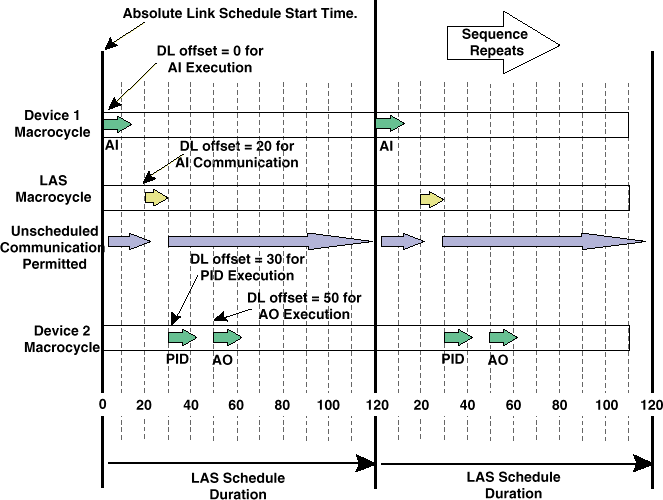 Absolute Link Schedule Start Time.
Sequence
Repeats
DL offset = 0 for
AI Execution
Device 1
Macrocycle
AI
AI
DL offset = 20 for
AI Communication
LAS
Macrocycle
Unscheduled
Communication
Permitted
DL offset = 30 for
PID Execution
DL offset = 50 for
AO Execution
Device 2
Macrocycle
PID
AO
PID
AO
0 20 40 60 80 100 120 20 40 60 80 100 120
LAS Schedule
Duration
LAS Schedule
Duration